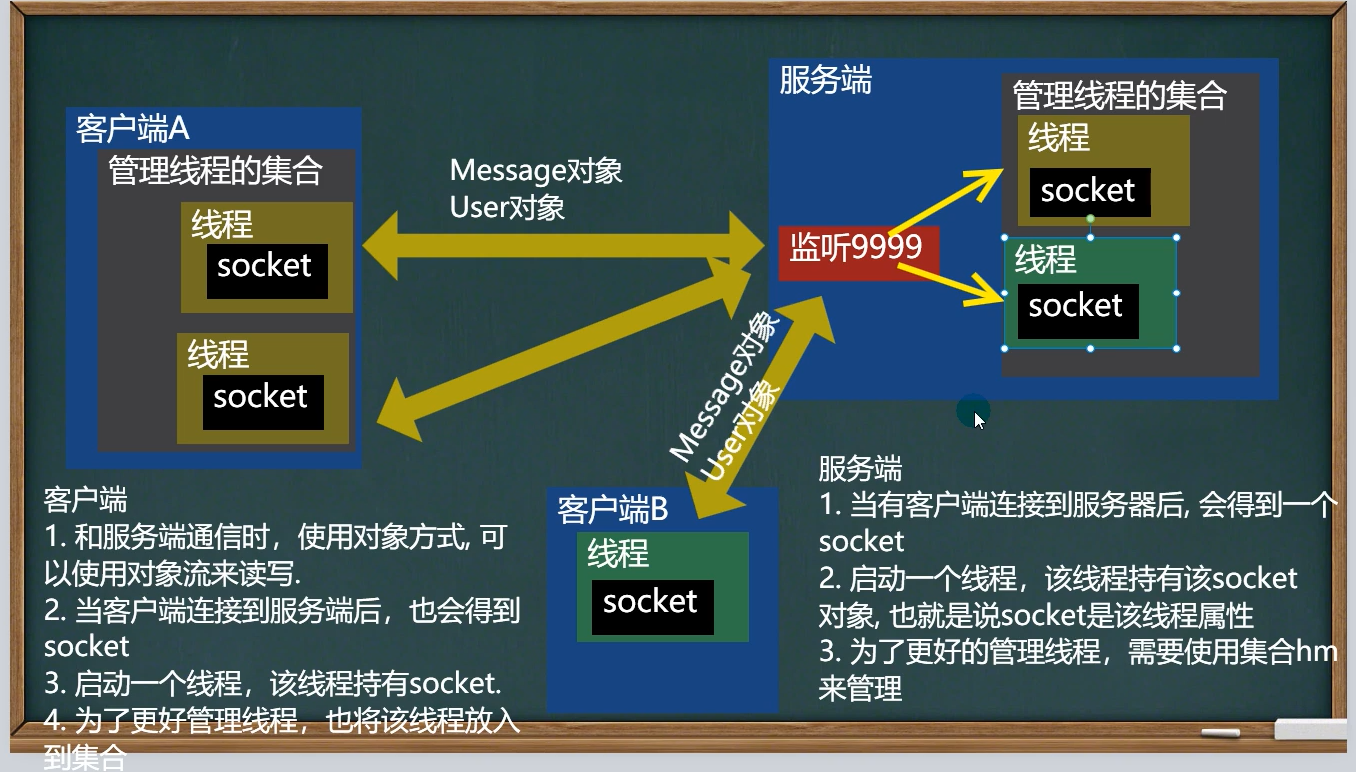 客户端A
管理线程的集合
线程
socket
线程
socket
Message对象
User对象
服务端
管理线程的集合
线程
socket
监听9999
线程
socket
Message对象
User对象
客户端B
线程
socket
客户端
1. 和服务端通信时，使用对象方式, 可
以使用对象流来读写.
2. 当客户端连接到服务端后，也会得到
socket
3. 启动一个线程，该线程持有socket.
4. 为了更好管理线程，也将该线程放入
到集合
服务端
1. 当有客户端连接到服务器后, 会得到一个
socket
2. 启动一个线程，该线程持有该socket
对象, 也就是说socket是该线程属性
3. 为了更好的管理线程，需要使用集合hm
来管理